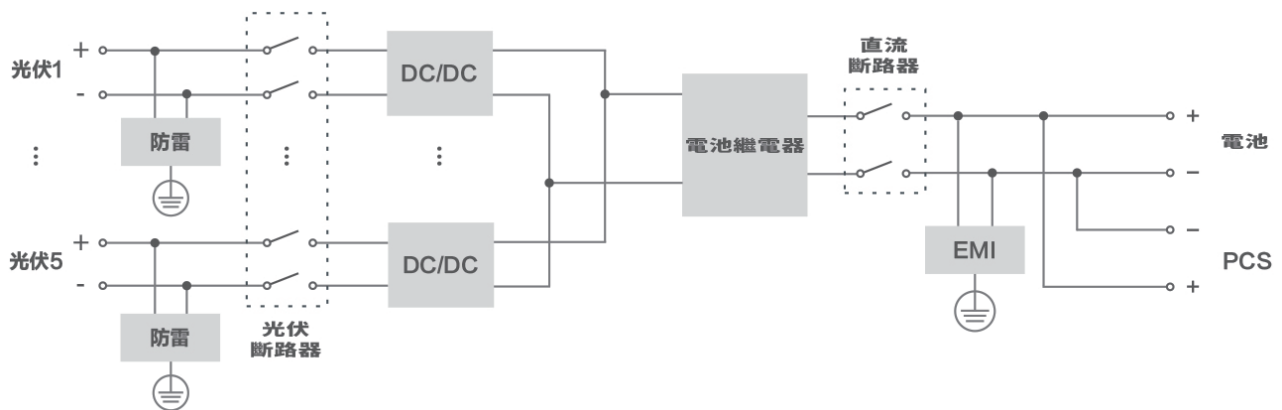 光伏1
+
-
防雷
DC/DC
光伏5
+
-
防雷
DC/DC
光伏
斷路器
電池繼電器
直流
斷路器
EMI
+
電池
−
−
PCS
+